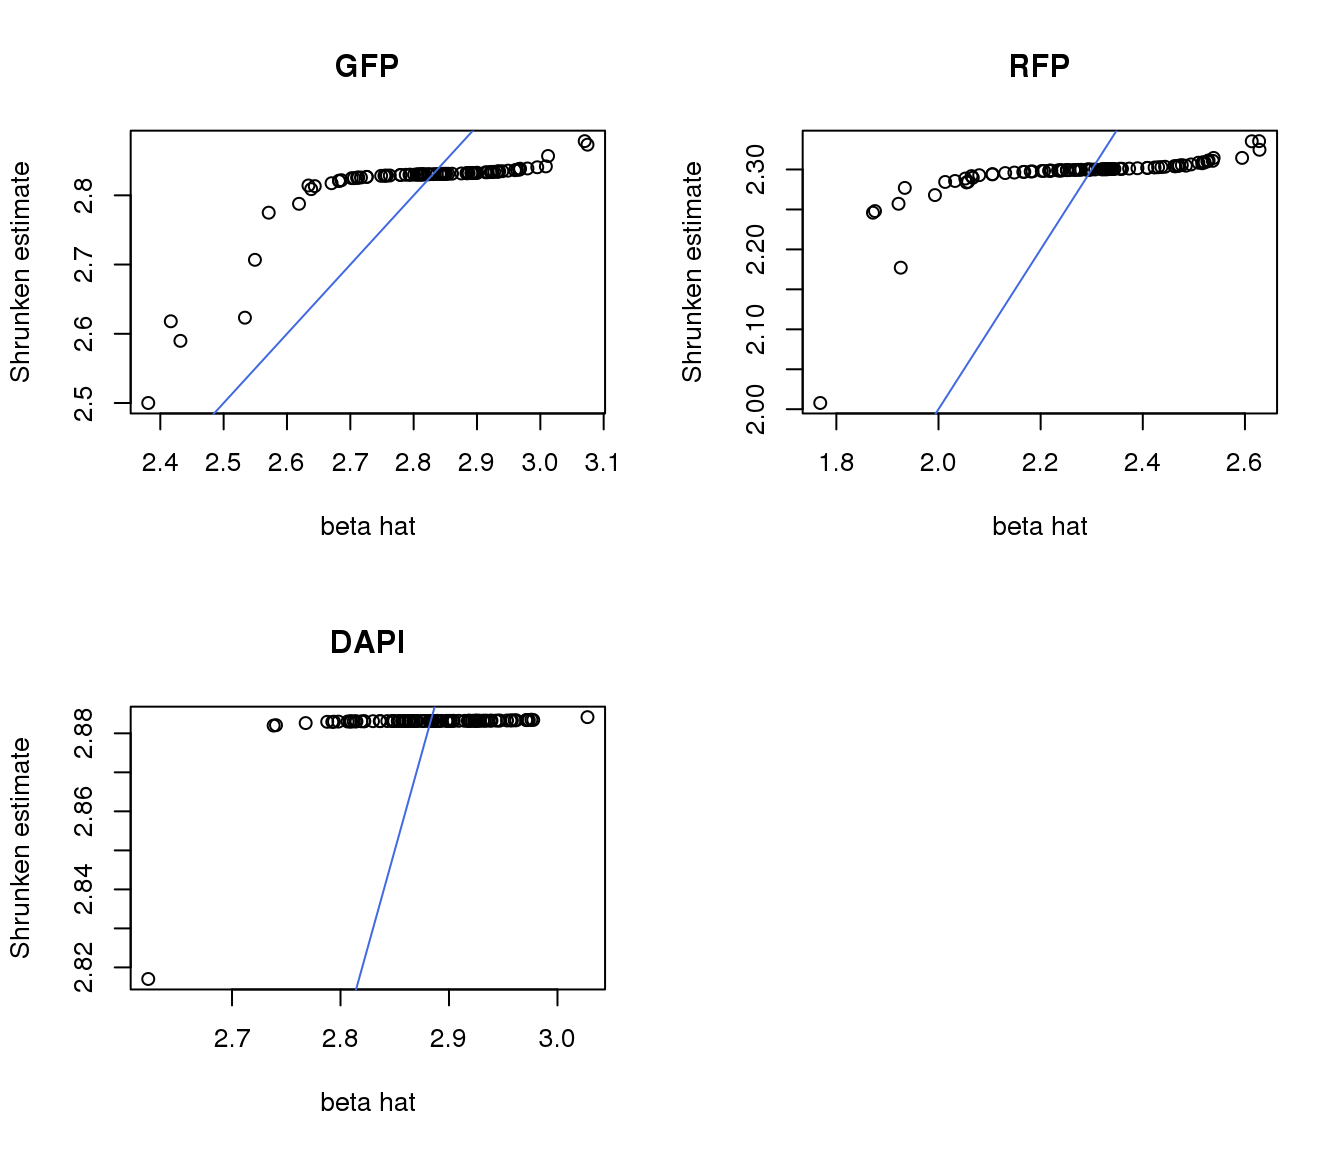 GFP
Shrunken estimate
2.5 2.6 2.7 2.8
2.4 2.5 2.6 2.7 2.8 2.9 3.0 3.1
beta hat
RFP
Shrunken estimate
2.00 2.10 2.20 2.30
1.8 2.0 2.2 2.4 2.6
beta hat
DAPI
Shrunken estimate
2.82 2.84 2.86 2.88
2.7 2.8 2.9 3.0
beta hat